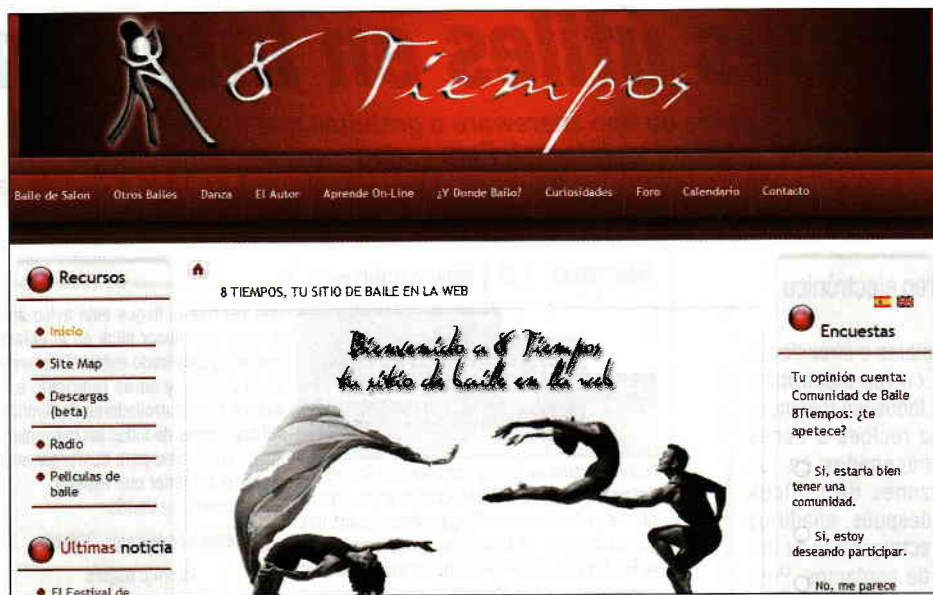 8 Tiempos
Baile de Salon Otros Bailes Danza El Autor Aprende On-Line ¿Y Donde Bailo? Curiosidades Foro Calendario Contacto
Recursos
Inicio
Site Map
Descargas
(beta)
Radio
Peliculas de
baile
Últimas noticia
El Festival de
8 TIEMPOS, TU SITIO DE BAILE EN LA WEB
Bienvenido a 8 Tiempos
tu sitio de baile en la web
Encuestas
Tu opinión cuenta:
Comunidad de Baile
8Tiempos: ¿te
apetece?
Si, estaria bien
tener una
comunidad.
Si, estoy
deseando participar.
No, me parece